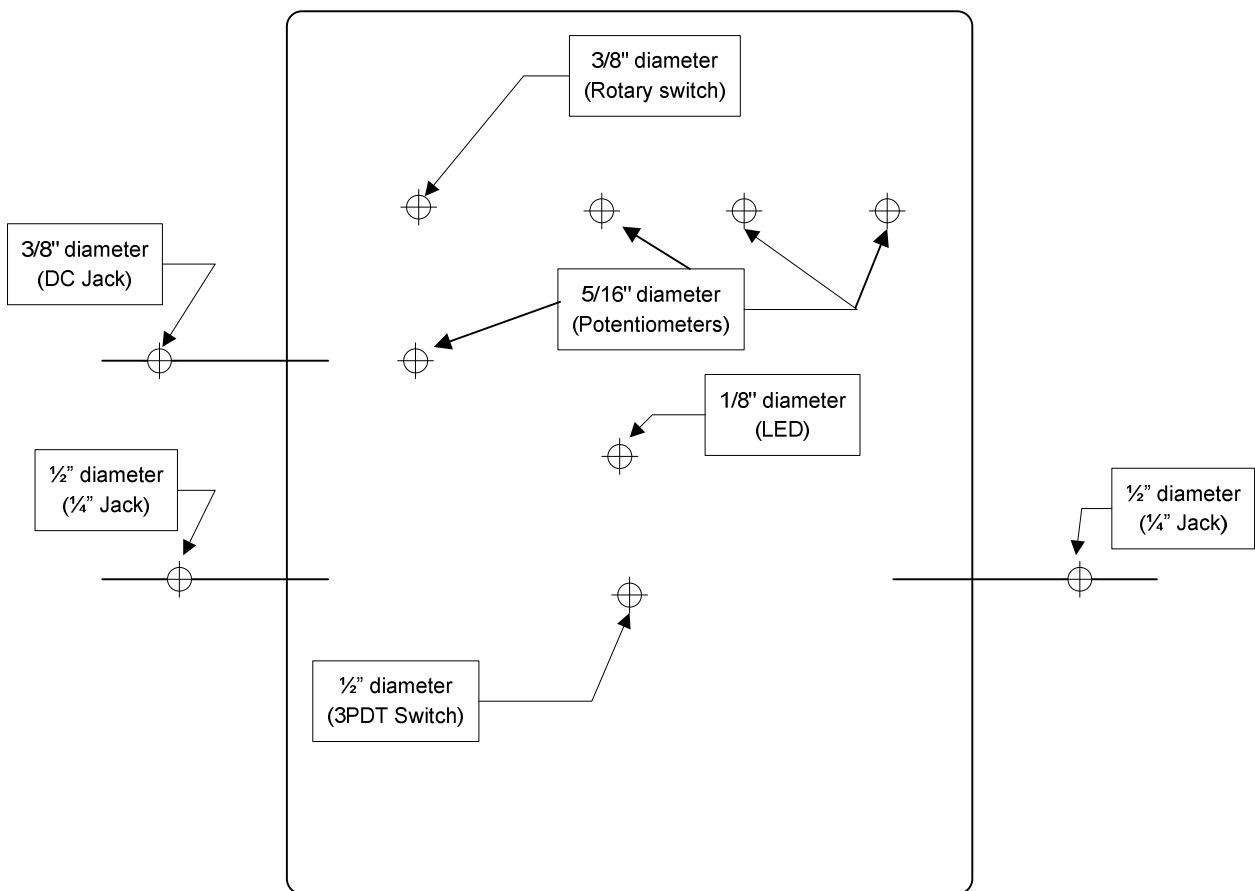 3/8" diameter
(Rotary switch)
3/8" diameter
(DC Jack)
5/16" diameter
(Potentiometers)
1/8" diameter
(LED)
½” diameter
(¼” Jack)
½” diameter
(¼” Jack)
½” diameter
(3PDT Switch)